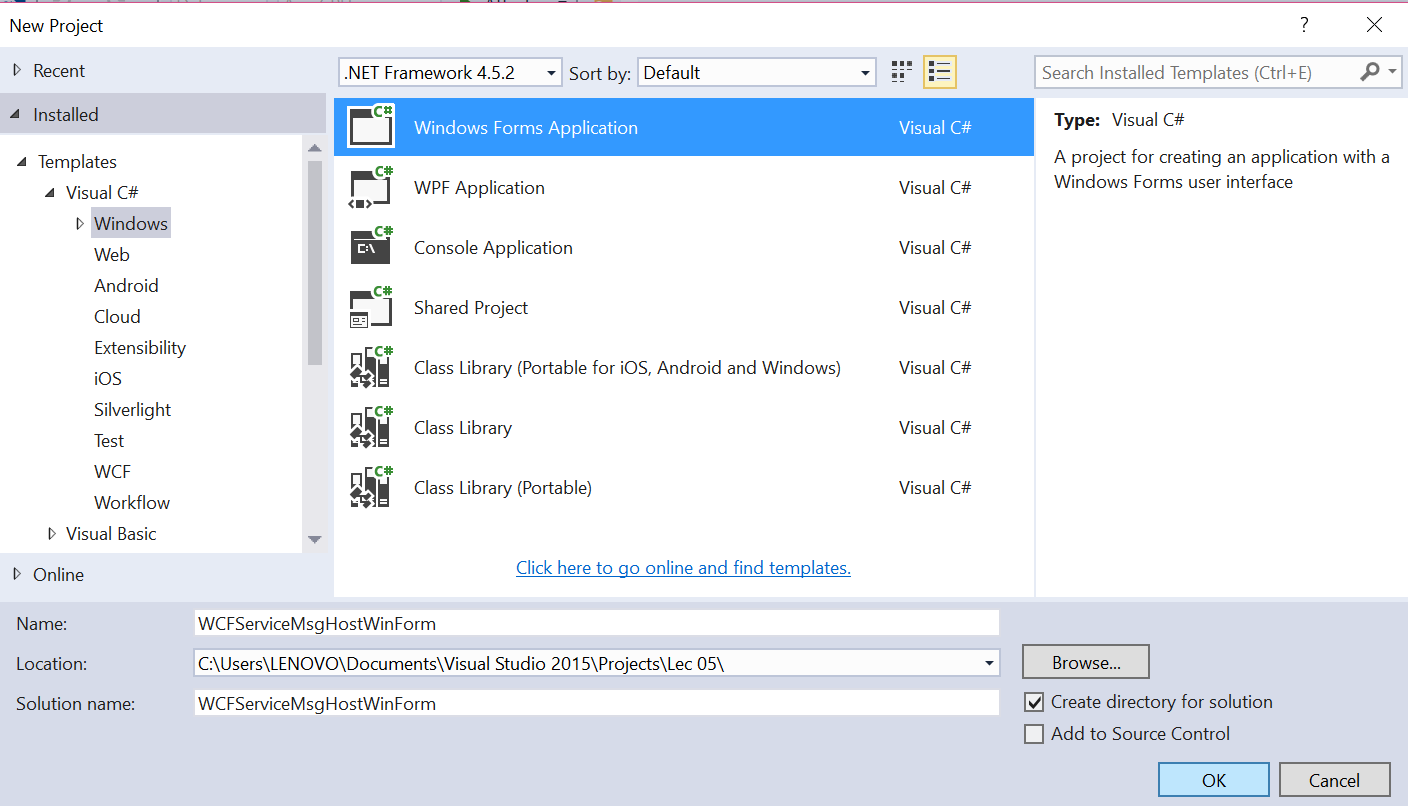 New Project
?
Recent
.NET Framework 4.5.2
Sort by: Default
Search Installed Templates (Ctrl+E)
Installed
Templates
Visual C#
Windows
Web
Android
Cloud
Extensibility
iOS
Silverlight
Test
WCF
Workflow
Visual Basic
Online
C# Windows Forms Application Visual C#
C# WPF Application Visual C#
C# C:\ Console Application Visual C#
C# Shared Project Visual C#
C# Class Library (Portable for iOS, Android and Windows) Visual C#
C# Class Library Visual C#
C# Class Library (Portable) Visual C#
Click here to go online and find templates.
Type: Visual C#
A project for creating an application with a
Windows Forms user interface
Name: WCFServiceMsgHostWinForm
Location: C:\Users\LENOVO\Documents\Visual Studio 2015\Projects\Lec 05\
Browse...
Solution name: WCFServiceMsgHostWinForm
Create directory for solution
Add to Source Control
OK
Cancel